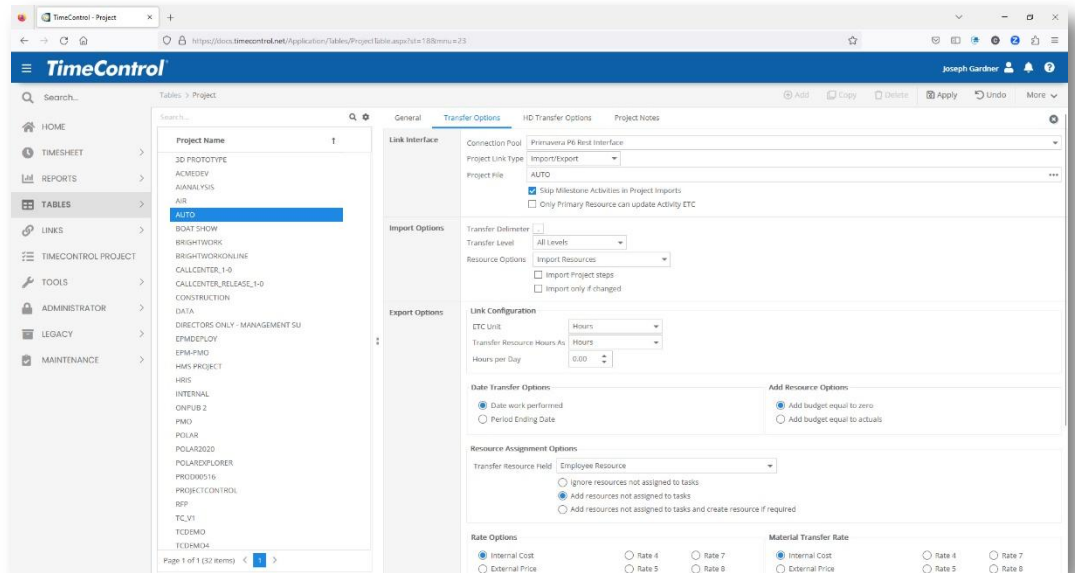 TimeControl - Project
https://docs.timecontrol.net/Application/Tables/ProjectTable.aspx?st=188mnu=23
TimeControl
Joseph Gardner
Search...
Tables > Project
Add
Copy
Delete
Apply
Undo
More
HOME
TIMESHEET
REPORTS
TABLES
LINKS
TIMECONTROL PROJECT
TOOLS
ADMINISTRATOR
LEGACY
MAINTENANCE
Search...
Project Name
3D PROTOTYPE
ACMEDEV
AIANALYSIS
AIR
AUTO
BOAT SHOW
BRIGHTWORK
BRIGHTWORKONLINE
CALLCENTER_1-0
CALLCENTER_RELEASE_1-0
CONSTRUCTION
DATA
DIRECTORS ONLY - MANAGEMENT SU
EPMDEPLOY
EPM-PMO
HMS PROJECT
HRIS
INTERNAL
ONPUB 2
PMO
POLAR
POLAR2020
POLAREXPLORER
PROD00516
PROJECTCONTROL
RFP
TC_V1
TCDEMO
TCDEMO4
Page 1 of 1 (32 items) < 1 >
General
Transfer Options
HD Transfer Options
Project Notes
Link Interface
Connection Pool Primavera P6 Rest Interface
Project Link Type Import/Export
Project File AUTO
Skip Milestone Activities in Project Imports
Only Primary Resource can update Activity ETC
Import Options
Transfer Delimeter .
Transfer Level All Levels
Resource Options Import Resources
Import Project steps
Import only if changed
Export Options
Link Configuration
ETC Unit Hours
Transfer Resource Hours As Hours
Hours per Day 0.00
Date Transfer Options
Date work performed
Period Ending Date
Add Resource Options
Add budget equal to zero
Add budget equal to actuals
Resource Assignment Options
Transfer Resource Field Employee Resource
Ignore resources not assigned to tasks
Add resources not assigned to tasks
Add resources not assigned to tasks and create resource if required
Rate Options
Internal Cost Rate 4 Rate 7
External Price Rate 5 Rate 8
Material Transfer Rate
Internal Cost Rate 4 Rate 7
External Price Rate 5 Rate 8